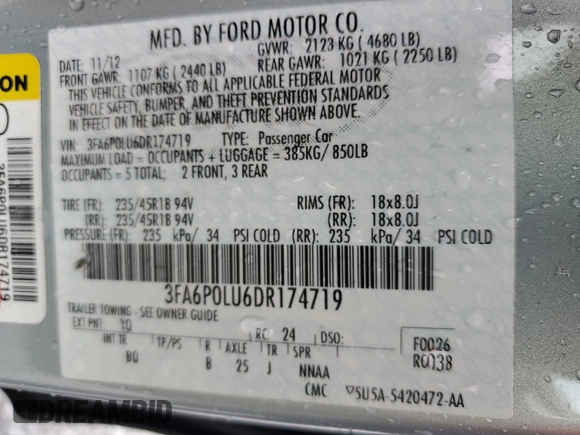 MFD. BY FORD MOTOR CO.
DATE: 11/12 GVWR: 2123 KG ( 4680 LB)
FRONT GAWR: 1107 KG ( 2440 LB) REAR GAWR: 1021 KG ( 2250 LB)
THIS VEHICLE CONFORMS TO ALL APPLICABLE FEDERAL MOTOR
VEHICLE SAFETY, BUMPER, AND THEFT PREVENTION STANDARDS
IN EFFECT ON THE DATE OF MANUFACTURE SHOWN ABOVE.
VIN: 3FA6P0LU6DR174719 TYPE: Passenger Car
MAXIMUM LOAD = OCCUPANTS + LUGGAGE = 385KG/ 850LB
OCCUPANTS = 5 TOTAL; 2 FRONT, 3 REAR
TIRE (FR): 235/45R18 94V RIMS (FR): 18x8.0J
(RR): 235/45R18 94V (RR): 18x8.0J
PRESSURE (FR): 235 kPa/ 34 PSI COLD (RR): 235 kPa/ 34 PSI COLD
3FA6P0LU6DR174719
TRAILER TOWING - SEE OWNER GUIDE
EXT PNT: RC: 24 DSO: F0026
R0038
INT TR TP/PS R AXLE TR SPR
BQ B 25 J NNAA
CMC 5U5A-5420472-AA
ON
3FA6P0LU6DR174719
DREAMBID